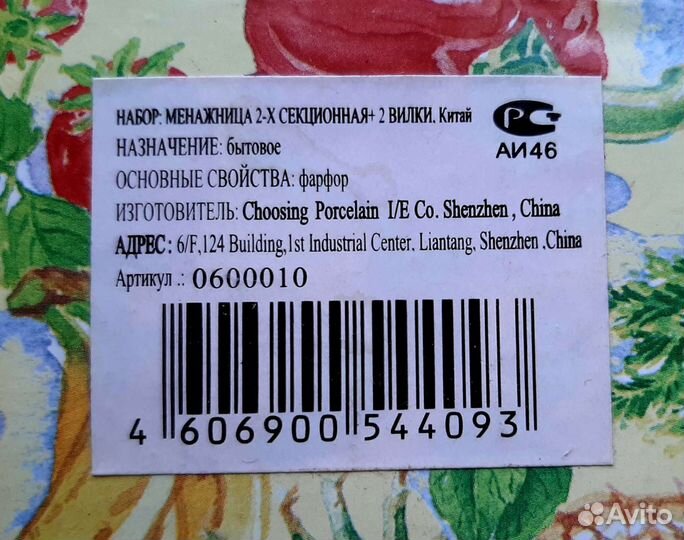 НАБОР: МЕНАЖНИЦА 2-Х СЕКЦИОННАЯ+ 2 ВИЛКИ. Китай
РСТ
АИ46
НАЗНАЧЕНИЕ: бытовое
ОСНОВНЫЕ СВОЙСТВА: фарфор
ИЗГОТОВИТЕЛЬ: Choosing Porcelain I/E Co. Shenzhen , China
АДРЕС: 6/F,124 Building,1st Industrial Center, Liantang, Shenzhen ,China
Артикул .: 0600010
4 606900 544093
Avito